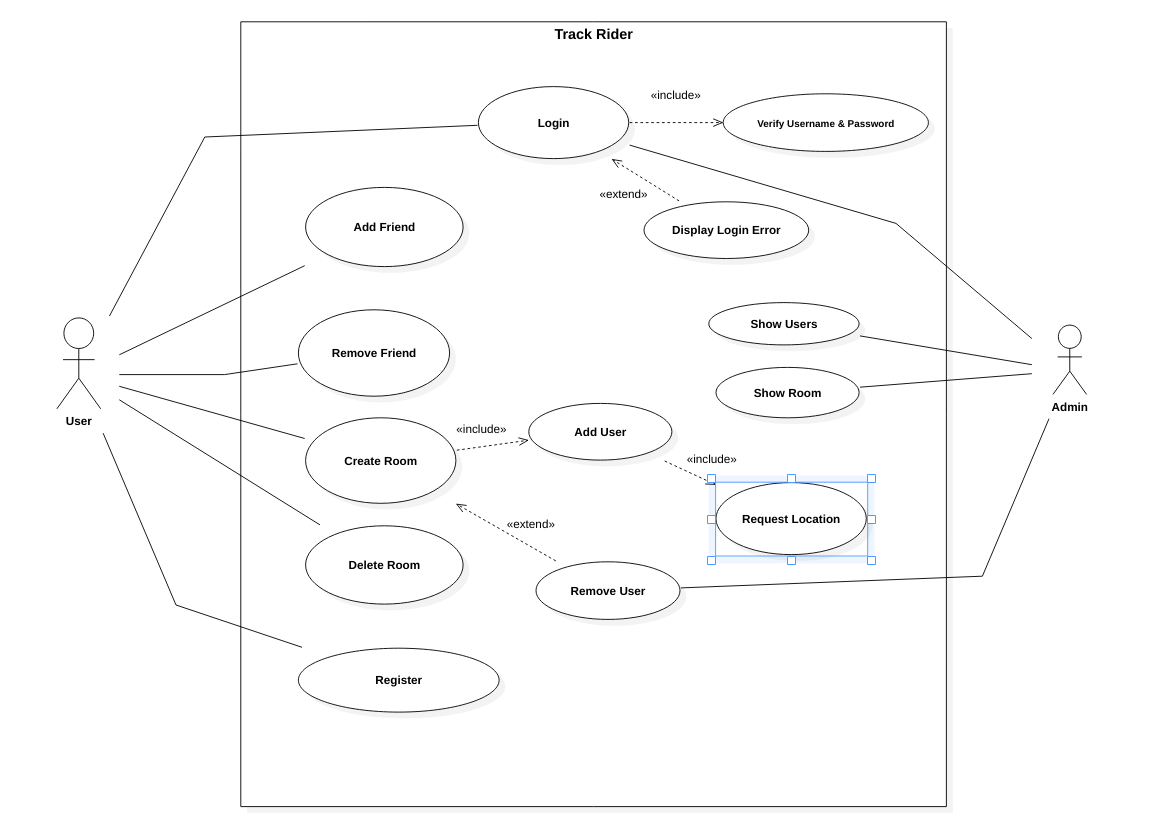 Track Rider
«include»
Login
Verify Username & Password
«extend»
Add Friend
Display Login Error
Show Users
Remove Friend
Show Room
Admin
User
«include»
Add User
Create Room
«include»
Request Location
«extend»
Delete Room
Remove User
Register